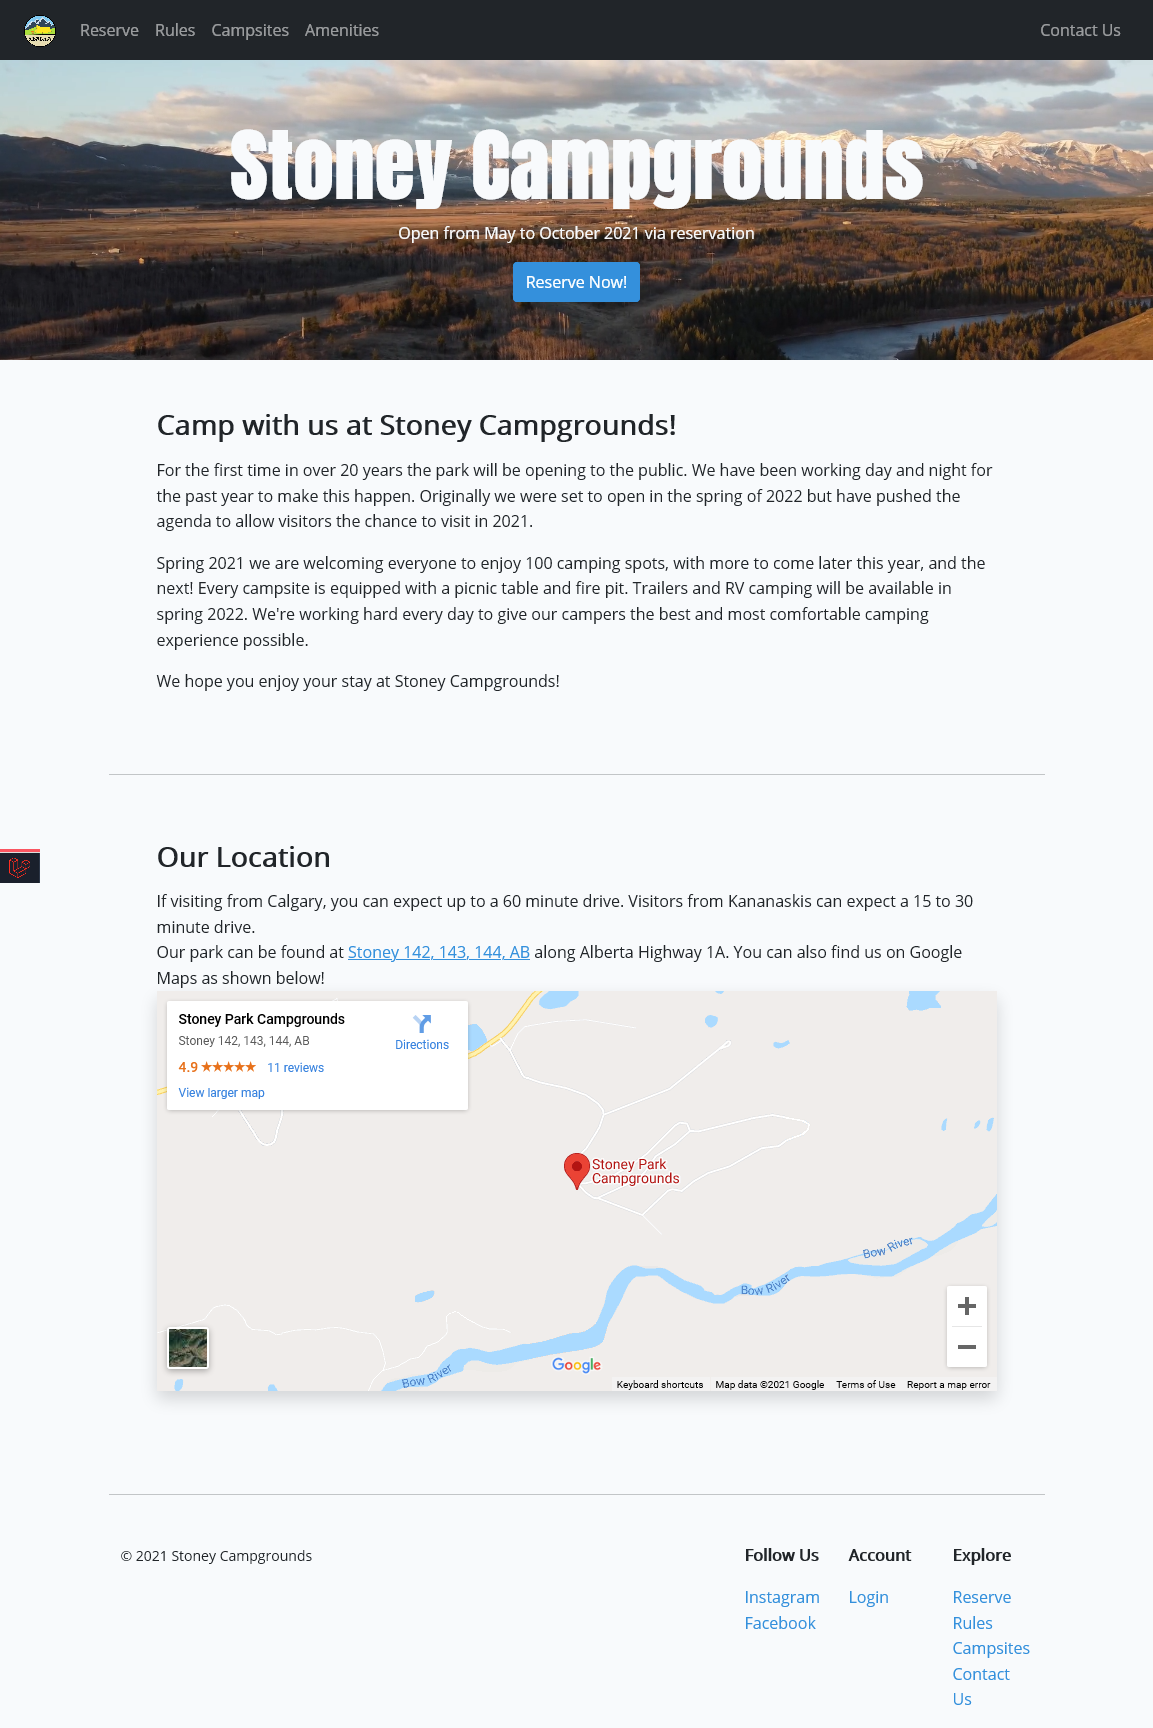 Reserve Rules Campsites Amenities Contact Us
Stoney Campgrounds
Open from May to October 2021 via reservation
Reserve Now!
Camp with us at Stoney Campgrounds!
For the first time in over 20 years the park will be opening to the public. We have been working day and night for
the past year to make this happen. Originally we were set to open in the spring of 2022 but have pushed the
agenda to allow visitors the chance to visit in 2021.
Spring 2021 we are welcoming everyone to enjoy 100 camping spots, with more to come later this year, and the
next! Every campsite is equipped with a picnic table and fire pit. Trailers and RV camping will be available in
spring 2022. We're working hard every day to give our campers the best and most comfortable camping
experience possible.
We hope you enjoy your stay at Stoney Campgrounds!
Our Location
If visiting from Calgary, you can expect up to a 60 minute drive. Visitors from Kananaskis can expect a 15 to 30
minute drive.
Our park can be found at Stoney 142, 143, 144, AB along Alberta Highway 1A. You can also find us on Google
Maps as shown below!
Stoney Park Campgrounds
Stoney 142, 143, 144, AB
Directions
4.9 ★★★★★ 11 reviews
View larger map
Stoney Park
Campgrounds
Bow River
Bow River
Bow River
Google
Keyboard shortcuts Map data ©2021 Google Terms of Use Report a map error
© 2021 Stoney Campgrounds
Follow Us
Instagram
Facebook
Account
Login
Explore
Reserve
Rules
Campsites
Contact
Us